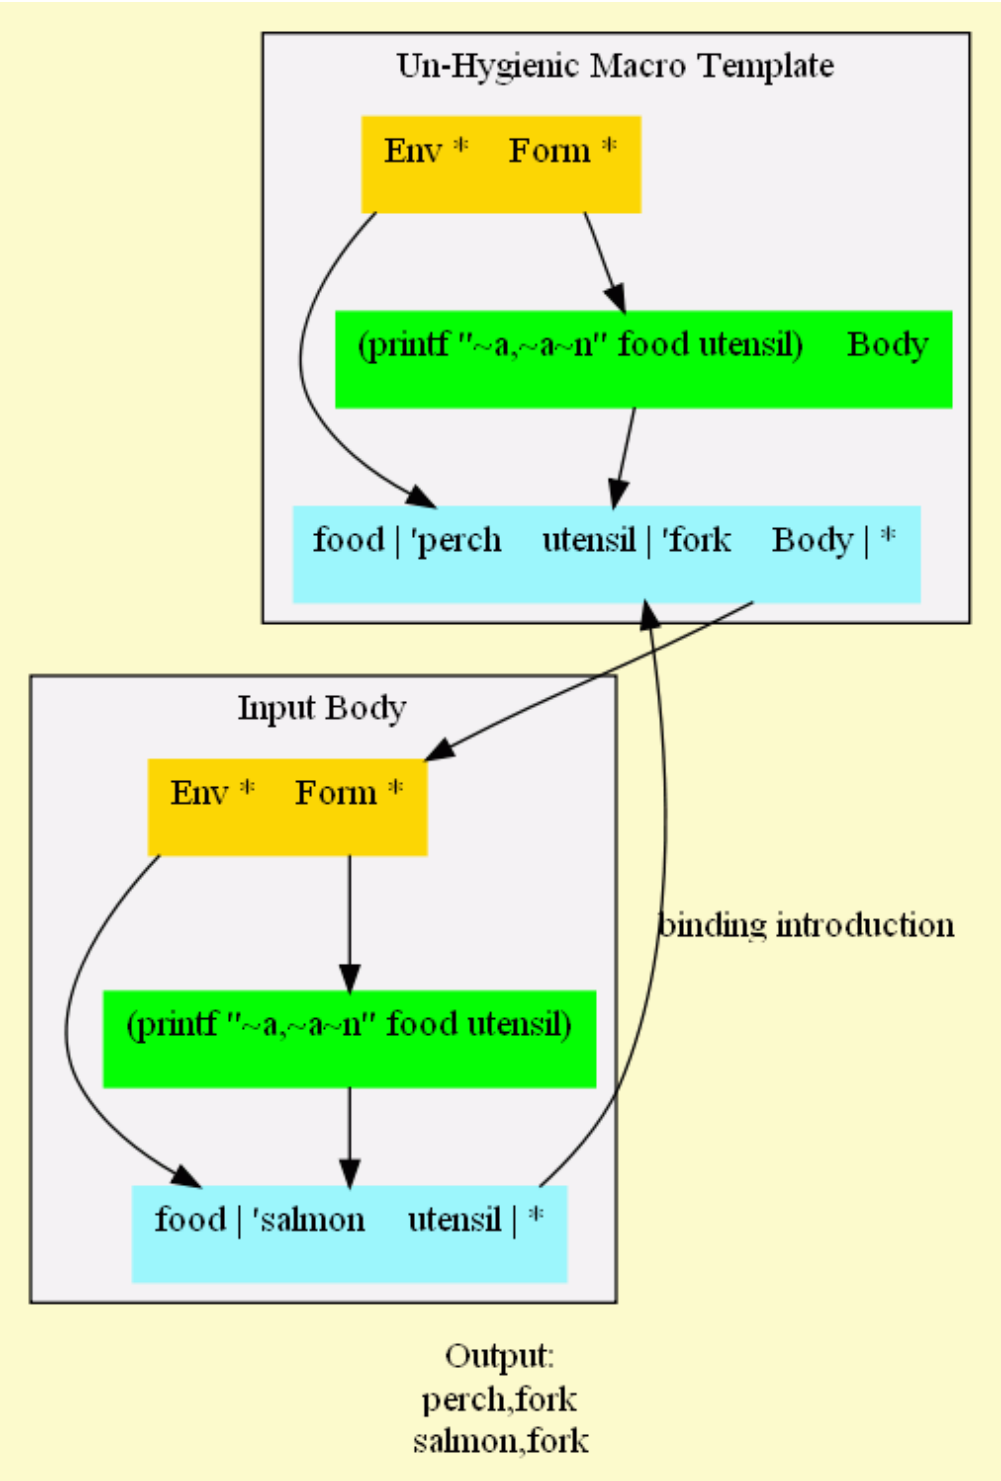 Un-Hygienic Macro Template
Env * Form *
(printf "~a,~a~n" food utensil) Body
food | 'perch utensil | 'fork Body | *
Input Body
Env * Form *
binding introduction
(printf "~a,~a~n" food utensil)
food | 'salmon utensil | *
Output:
perch,fork
salmon,fork